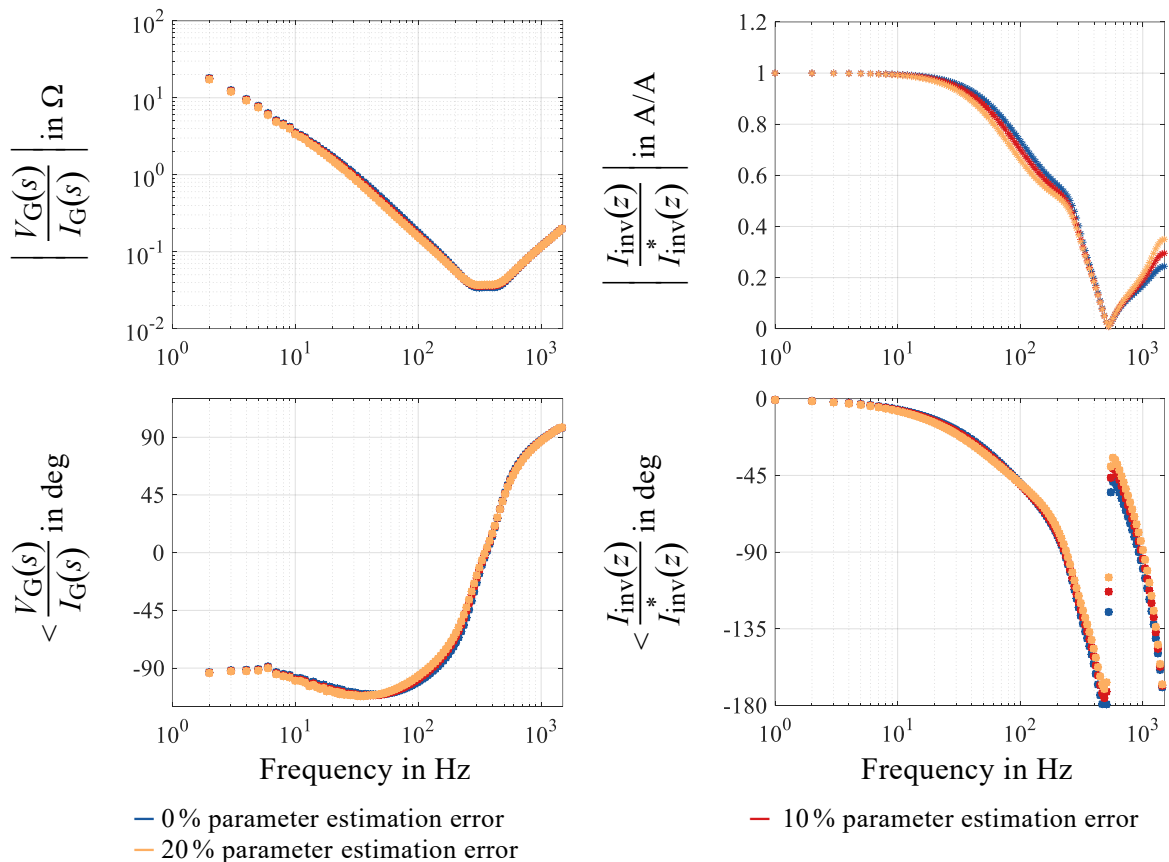 | V_G(s) / I_G(s) | in Ω
10^2
10^1
10^0
10^-1
10^-2
10^0 10^1 10^2 10^3
| I_inv(z) / I*_inv(z) | in A/A
1.2
1
0.8
0.6
0.4
0.2
0
10^0 10^1 10^2 10^3
< V_G(s) / I_G(s) in deg
90
45
0
-45
-90
10^0 10^1 10^2 10^3
Frequency in Hz
< I_inv(z) / I*_inv(z) in deg
0
-45
-90
-135
-180
10^0 10^1 10^2 10^3
Frequency in Hz
0 % parameter estimation error
10 % parameter estimation error
20 % parameter estimation error